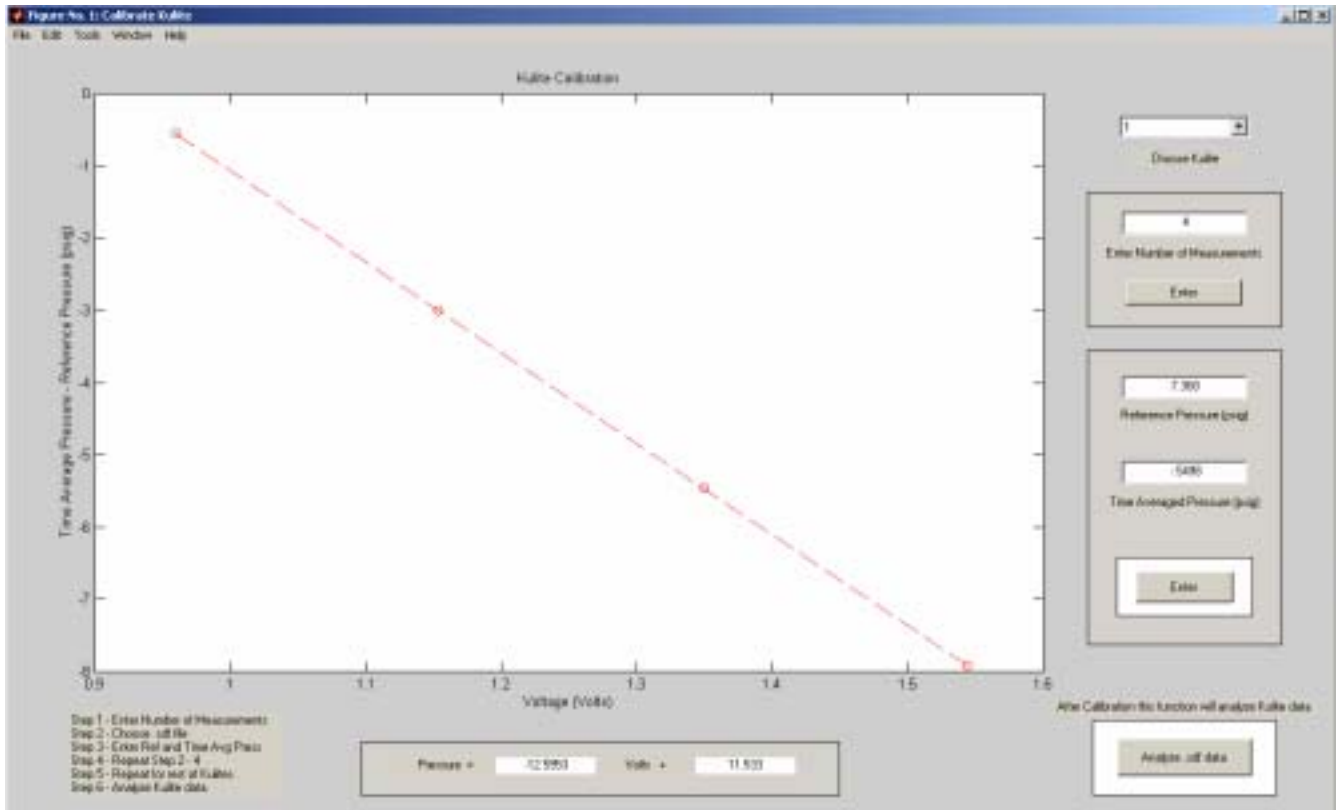 Figure No. 1: Calibrate Kulite
File Edit Tools Window Help
Kulite Calibration
0
-1
-2
-3
-4
-5
-6
-7
-8
0.9 1 1.1 1.2 1.3 1.4 1.5 1.6
Voltage (Volts)
Time Average Pressure - Reference Pressure (psig)
1
Choose Kulite
4
Enter Number of Measurements
Enter
Reference Pressure (psig)
Time Averaged Pressure (psig)
Enter
After Calibration this function will analyze Kulite data
Analyze .sdf data
Step 1 - Enter Number of Measurements
Step 2 - Choose .sdf file
Step 3 - Enter Ref and Time Avg Press
Step 4 - Repeat Step 2 - 4
Step 5 - Repeat for rest of Kulites
Step 6 - Analyze Kulite data
Pressure = Volts + 11.533